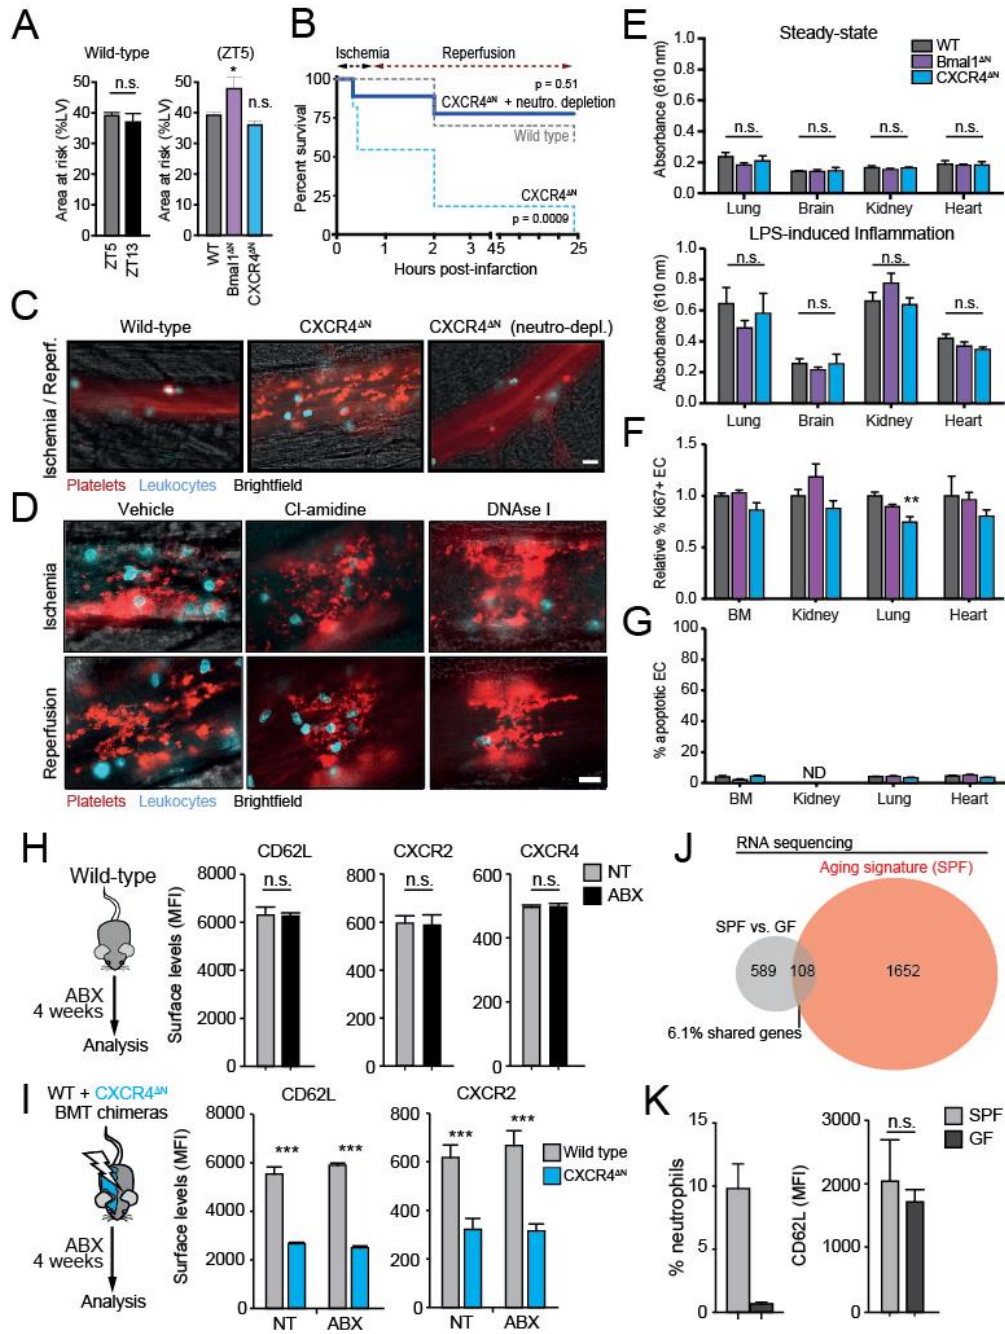 A
Wild-type
(ZT5)
Area at risk (%LV)
50
40
30
20
10
0
n.s.
ZT5
ZT13
Area at risk (%LV)
50
40
30
20
10
0
*
n.s.
WT
Bmal1ΔN
CXCR4ΔN
B
Ischemia
Reperfusion
Percent survival
100
75
50
25
0
p = 0.51
CXCR4ΔN + neutro. depletion
Wild type
CXCR4ΔN
p = 0.0009
0
1
2
3
45
25
Hours post-infarction
C
Wild-type
CXCR4ΔN
CXCR4ΔN (neutro-depl.)
Ischemia / Reperf.
Platelets Leukocytes Brightfield
D
Vehicle
Cl-amidine
DNAse I
Ischemia
Reperfusion
Platelets Leukocytes Brightfield
E
Steady-state
WT
Bmal1ΔN
CXCR4ΔN
Absorbance (610 nm)
1.0
0.8
0.6
0.4
0.2
0.0
n.s.
n.s.
n.s.
n.s.
Lung
Brain
Kidney
Heart
LPS-induced Inflammation
Absorbance (610 nm)
1.0
0.8
0.6
0.4
0.2
0.0
n.s.
n.s.
n.s.
n.s.
Lung
Brain
Kidney
Heart
F
Relative % Ki67+ EC
1.5
1.0
0.5
0.0
**
BM
Kidney
Lung
Heart
G
% apoptotic EC
100
80
60
40
20
0
ND
BM
Kidney
Lung
Heart
H
Wild-type
ABX
4 weeks
Analysis
Surface levels (MFI)
CD62L
8000
6000
4000
2000
0
n.s.
CXCR2
800
600
400
200
0
n.s.
CXCR4
600
400
200
0
n.s.
NT
ABX
I
WT + CXCR4ΔN
BMT chimeras
ABX
4 weeks
Analysis
Surface levels (MFI)
CD62L
8000
6000
4000
2000
0
***
***
NT
ABX
CXCR2
800
600
400
200
0
***
***
NT
ABX
Wild type
CXCR4ΔN
J
RNA sequencing
Aging signature (SPF)
SPF vs. GF
589
108
1652
6.1% shared genes
K
% neutrophils
15
10
5
0
CD62L (MFI)
3000
2000
1000
0
n.s.
SPF
GF